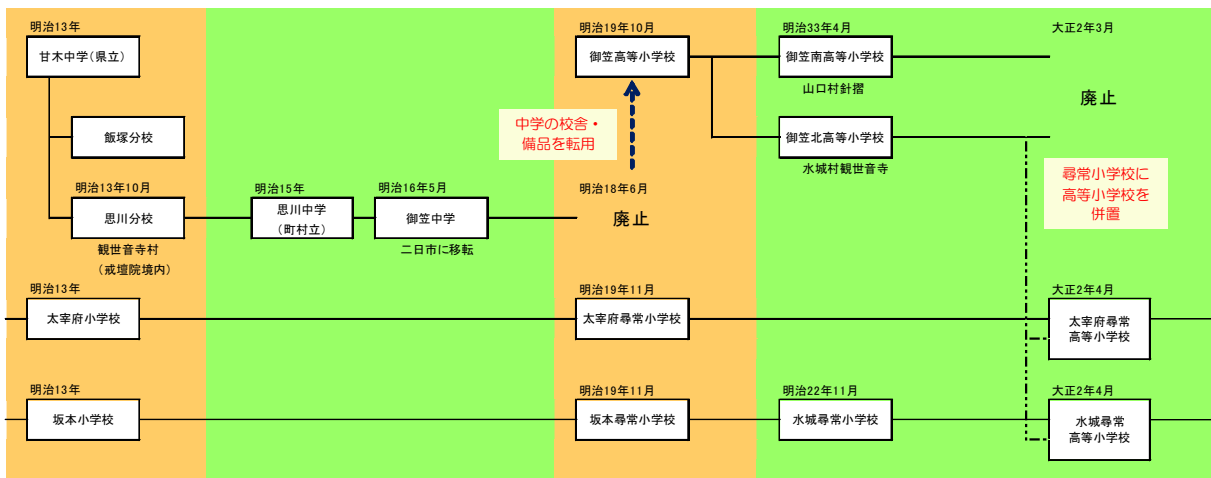 明治13年
甘木中学(県立)
飯塚分校
明治13年10月
思川分校
観世音寺村
(戒壇院境内)
明治15年
思川中学
(町村立)
明治16年5月
御笠中学
二日市に移転
明治18年6月
廃止
中学の校舎・
備品を転用
明治19年10月
御笠高等小学校
明治33年4月
御笠南高等小学校
山口村針摺
御笠北高等小学校
水城村観世音寺
大正2年3月
廃止
尋常小学校に
高等小学校を
併置
明治13年
太宰府小学校
明治19年11月
太宰府尋常小学校
大正2年4月
太宰府尋常
高等小学校
明治13年
坂本小学校
明治19年11月
坂本尋常小学校
明治22年11月
水城尋常小学校
大正2年4月
水城尋常
高等小学校